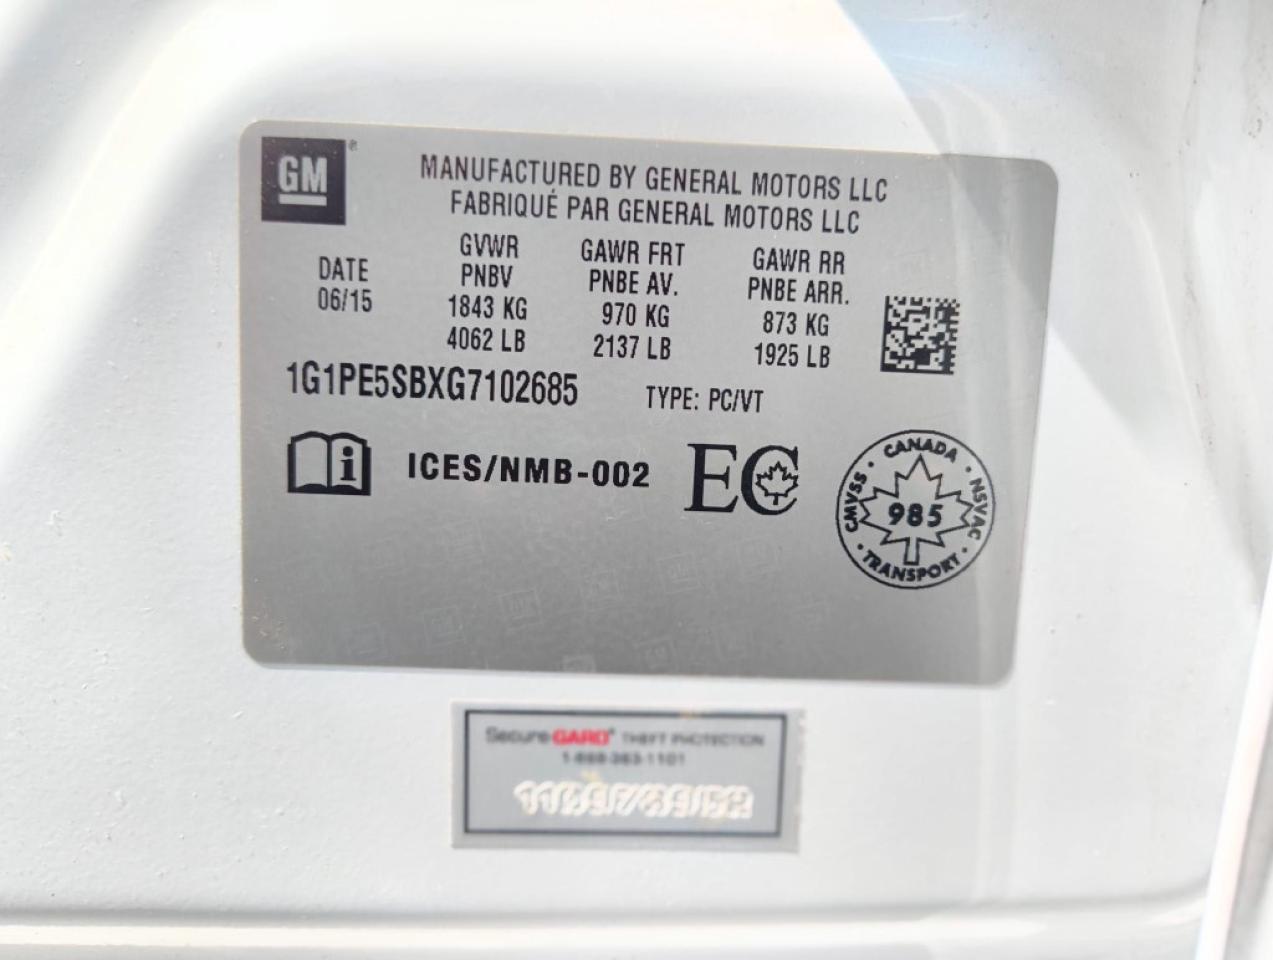 GM®
MANUFACTURED BY GENERAL MOTORS LLC
FABRIQUÉ PAR GENERAL MOTORS LLC
DATE
06/15
GVWR
PNBV
1843 KG
4062 LB
GAWR FRT
PNBE AV.
970 KG
2137 LB
GAWR RR
PNBE ARR.
873 KG
1925 LB
1G1PE5SBXG7102685
TYPE: PC/VT
i
ICES/NMB-002
EC
CANADA
CMVSS
985
NSVAC
TRANSPORT
SecureGARD® THEFT PROTECTION